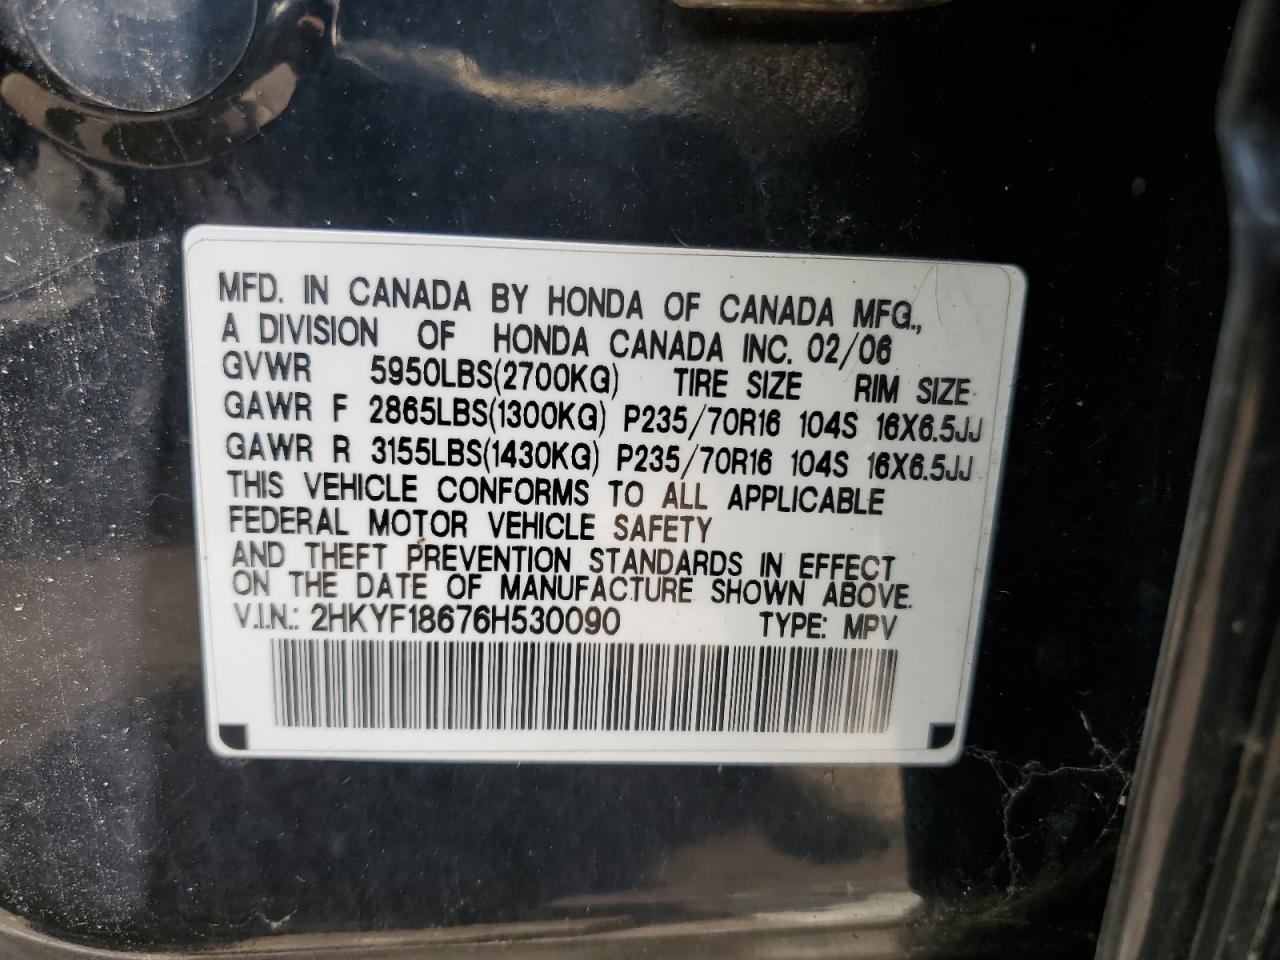 MFD. IN CANADA BY HONDA OF CANADA MFG.,
A DIVISION OF HONDA CANADA INC. 02/06
GVWR 5950LBS(2700KG) TIRE SIZE RIM SIZE
GAWR F 2865LBS(1300KG) P235/70R16 104S 16X6.5JJ
GAWR R 3155LBS(1430KG) P235/70R16 104S 16X6.5JJ
THIS VEHICLE CONFORMS TO ALL APPLICABLE
FEDERAL MOTOR VEHICLE SAFETY
AND THEFT PREVENTION STANDARDS IN EFFECT
ON THE DATE OF MANUFACTURE SHOWN ABOVE.
V.I.N.: 2HKYF18676H530090 TYPE: MPV